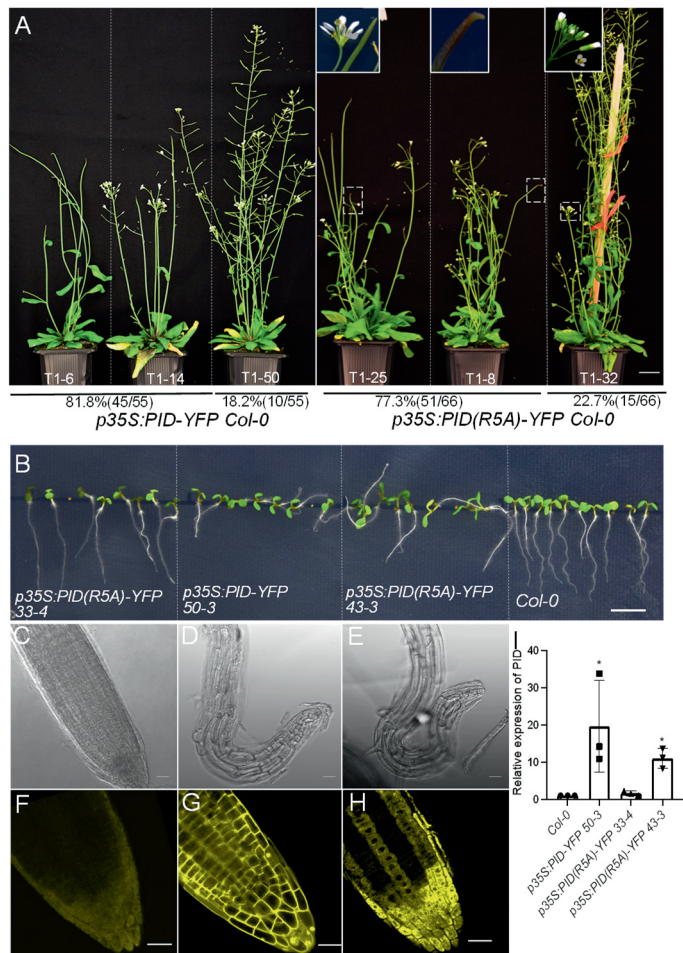 A
T1-6
T1-14
T1-50
T1-25
T1-8
T1-32
81.8%(45/55)
18.2%(10/55)
77.3%(51/66)
22.7%(15/66)
p35S:PID-YFP Col-0
p35S:PID(R5A)-YFP Col-0
B
p35S:PID(R5A)-YFP
33-4
p35S:PID-YFP
50-3
p35S:PID(R5A)-YFP
43-3
Col-0
C
D
E
F
G
H
I
Relative expression of PID
40
30
20
10
0
*
*
Col-0
p35S:PID-YFP 50-3
p35S:PID(R5A)-YFP 33-4
p35S:PID(R5A)-YFP 43-3